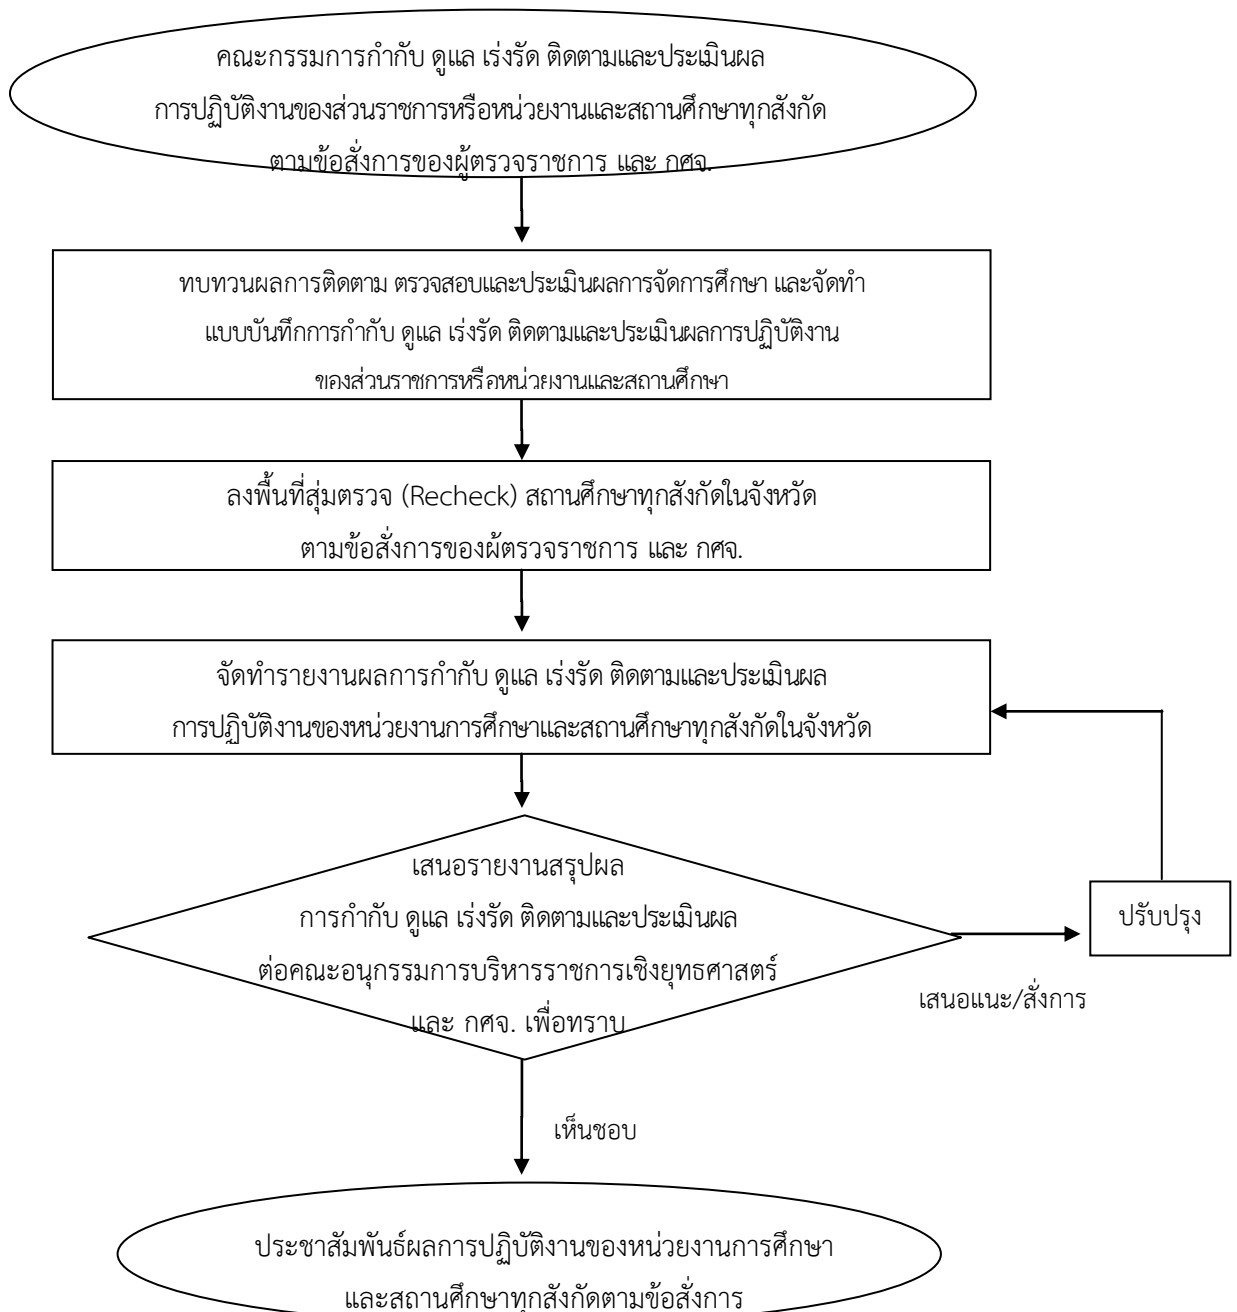 คณะกรรมการกำกับ ดูแล เร่งรัด ติดตามและประเมินผล
การปฏิบัติงานของส่วนราชการหรือหน่วยงานและสถานศึกษาทุกสังกัด
ตามข้อสั่งการของผู้ตรวจราชการ และ กศจ.
ทบทวนผลการติดตาม ตรวจสอบและประเมินผลการจัดการศึกษา และจัดทำ
แบบบันทึกการกำกับ ดูแล เร่งรัด ติดตามและประเมินผลการปฏิบัติงาน
ของส่วนราชการหรือหน่วยงานและสถานศึกษา
ลงพื้นที่สุ่มตรวจ (Recheck) สถานศึกษาทุกสังกัดในจังหวัด
ตามข้อสั่งการของผู้ตรวจราชการ และ กศจ.
จัดทำรายงานผลการกำกับ ดูแล เร่งรัด ติดตามและประเมินผล
การปฏิบัติงานของหน่วยงานการศึกษาและสถานศึกษาทุกสังกัดในจังหวัด
เสนอรายงานสรุปผล
การกำกับ ดูแล เร่งรัด ติดตามและประเมินผล
ต่อคณะอนุกรรมการบริหารราชการเชิงยุทธศาสตร์
และ กศจ. เพื่อทราบ
ปรับปรุง
เสนอแนะ/สั่งการ
เห็นชอบ
ประชาสัมพันธ์ผลการปฏิบัติงานของหน่วยงานการศึกษา
และสถานศึกษาทุกสังกัดตามข้อสั่งการ